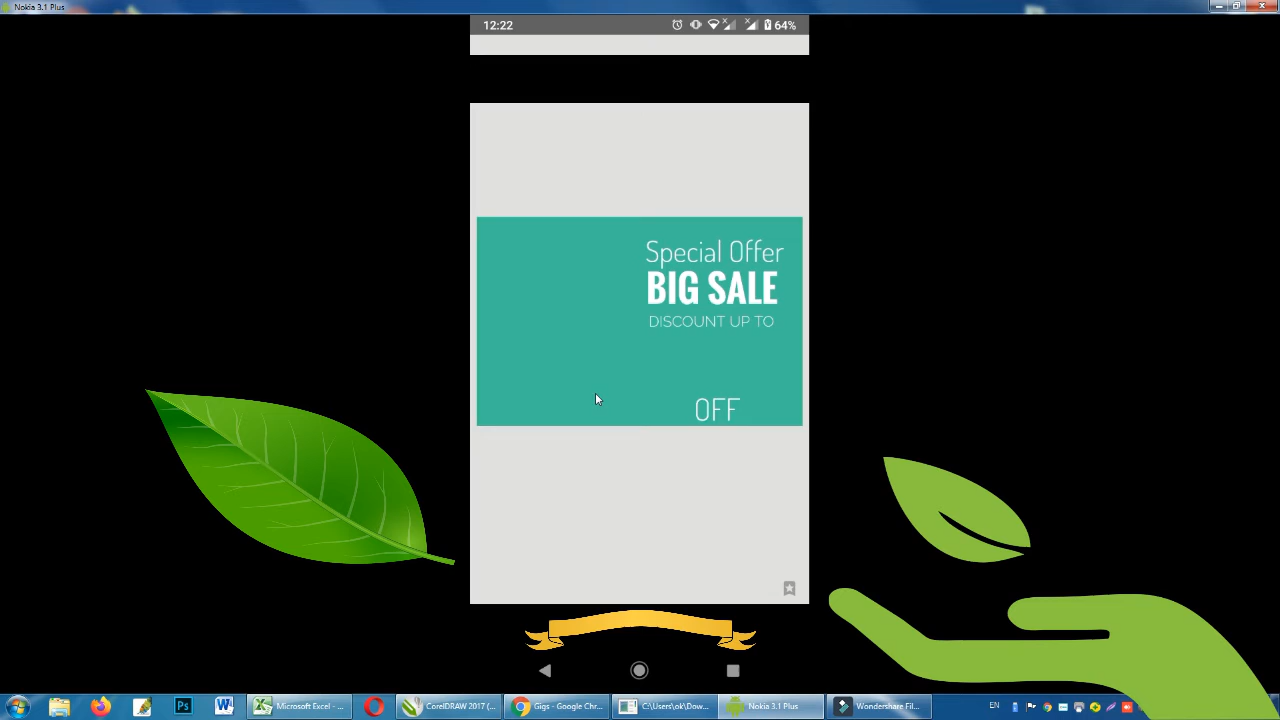 Nokia 3.1 Plus
12:22
64%
Special Offer
BIG SALE
DISCOUNT UP TO
OFF
Ps
W
Microsoft Excel - ...
CorelDRAW 2017 (...
Gigs - Google Chr...
C:\Users\ok\Dow...
Nokia 3.1 Plus
Wondershare Fil...
EN